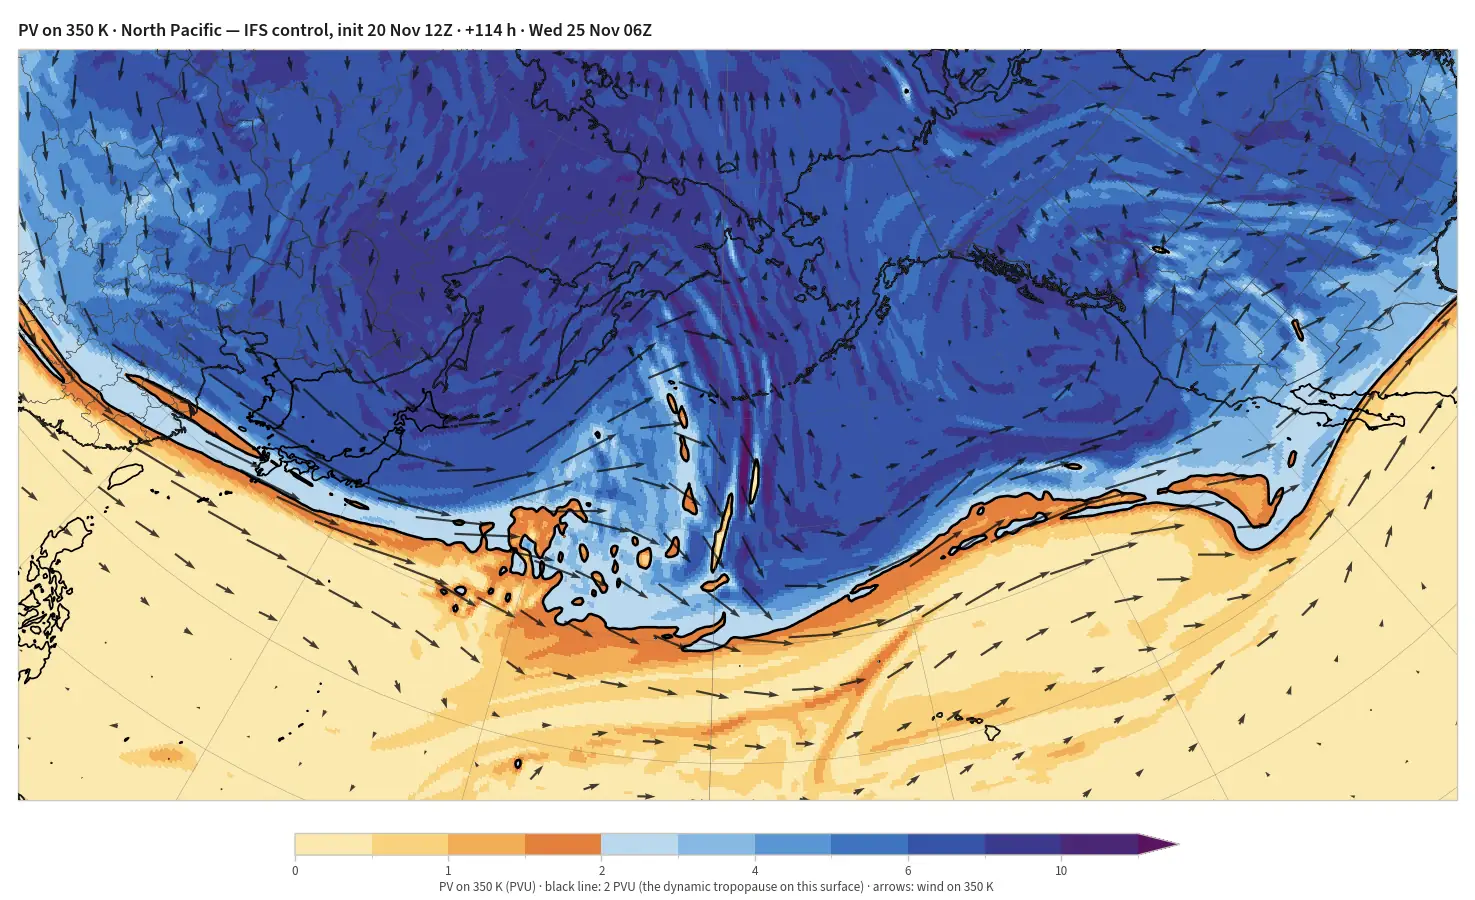 PV on 350 K · North Pacific — IFS control, init 20 Nov 12Z · +114 h · Wed 25 Nov 06Z
0 1 2 4 6 10
PV on 350 K (PVU) · black line: 2 PVU (the dynamic tropopause on this surface) · arrows: wind on 350 K